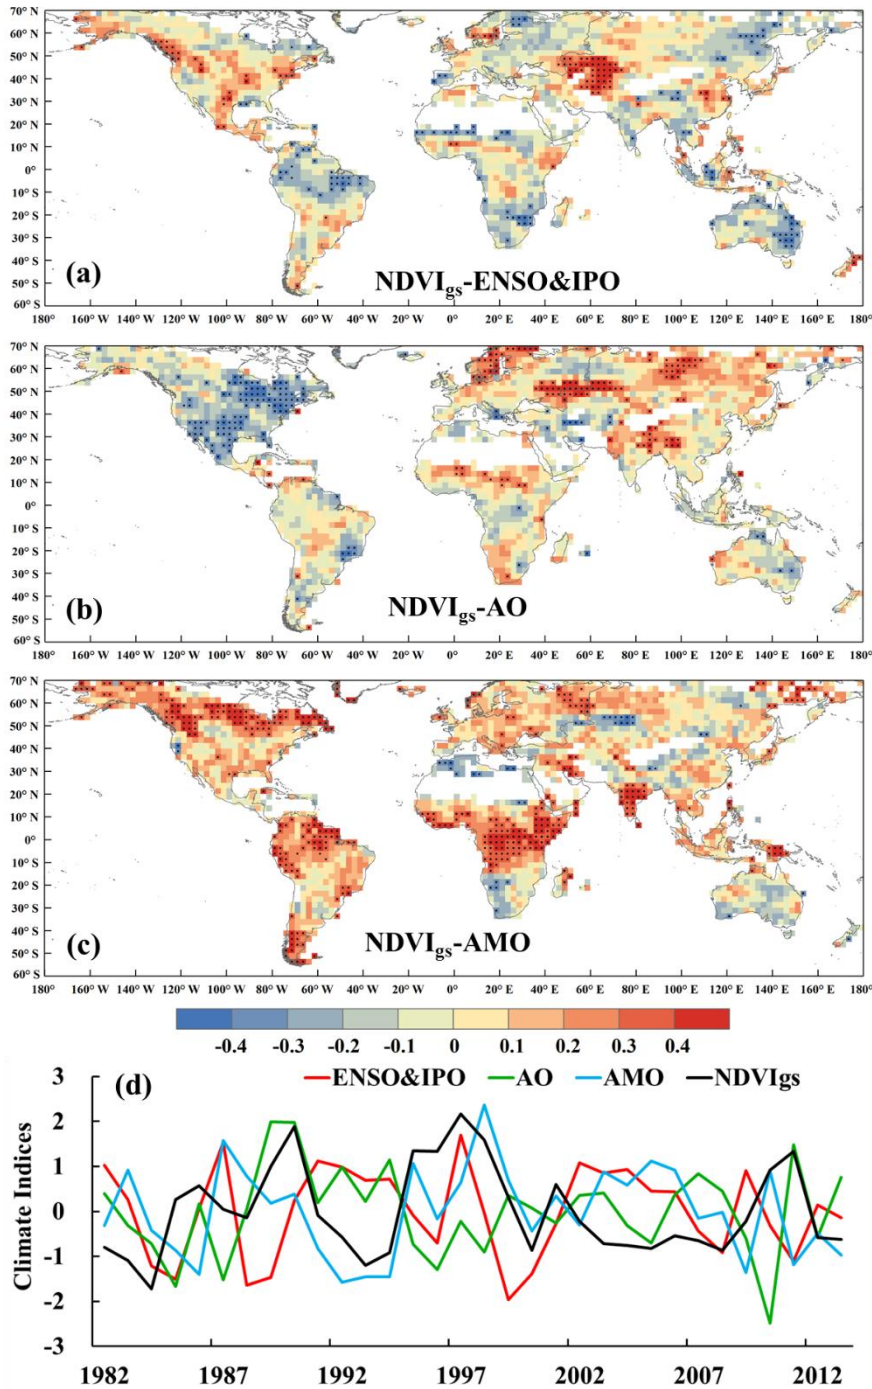 70° N
60° N
50° N
40° N
30° N
20° N
10° N
0°
10° S
20° S
30° S
40° S
50° S
60° S
(a)
NDVIgs-ENSO&IPO
180 160° W 140° W 120° W 100° W 80° W 60° W 40° W 20° W 0° 20° E 40° E 60° E 80° E 100° E 120° E 140° E 160° E 180
70° N
60° N
50° N
40° N
30° N
20° N
10° N
0°
10° S
20° S
30° S
40° S
50° S
60° S
(b)
NDVIgs-AO
180 160° W 140° W 120° W 100° W 80° W 60° W 40° W 20° W 0° 20° E 40° E 60° E 80° E 100° E 120° E 140° E 160° E 180
70° N
60° N
50° N
40° N
30° N
20° N
10° N
0°
10° S
20° S
30° S
40° S
50° S
60° S
(c)
NDVIgs-AMO
180 160° W 140° W 120° W 100° W 80° W 60° W 40° W 20° W 0° 20° E 40° E 60° E 80° E 100° E 120° E 140° E 160° E 180
-0.4 -0.3 -0.2 -0.1 0 0.1 0.2 0.3 0.4
(d)
ENSO&IPO AO AMO NDVIgs
Climate Indices
3
2
1
0
-1
-2
-3
1982 1987 1992 1997 2002 2007 2012